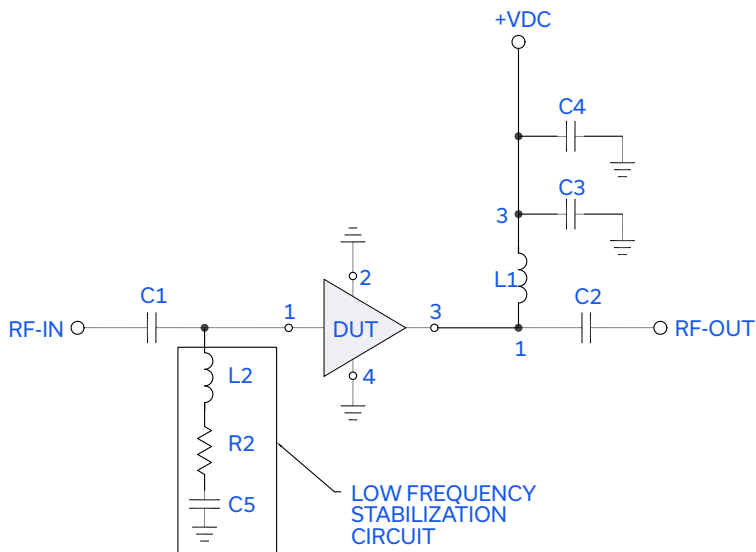 +VDC
C4
C3
3
2
L1
C1
C2
RF-IN
1
DUT
3
RF-OUT
1
4
L2
R2
C5
LOW FREQUENCY
STABILIZATION
CIRCUIT